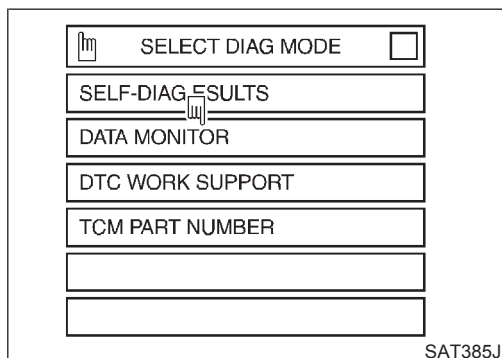 SELECT DIAG MODE
SELF-DIAG ESULTS
DATA MONITOR
DTC WORK SUPPORT
TCM PART NUMBER
SAT385J